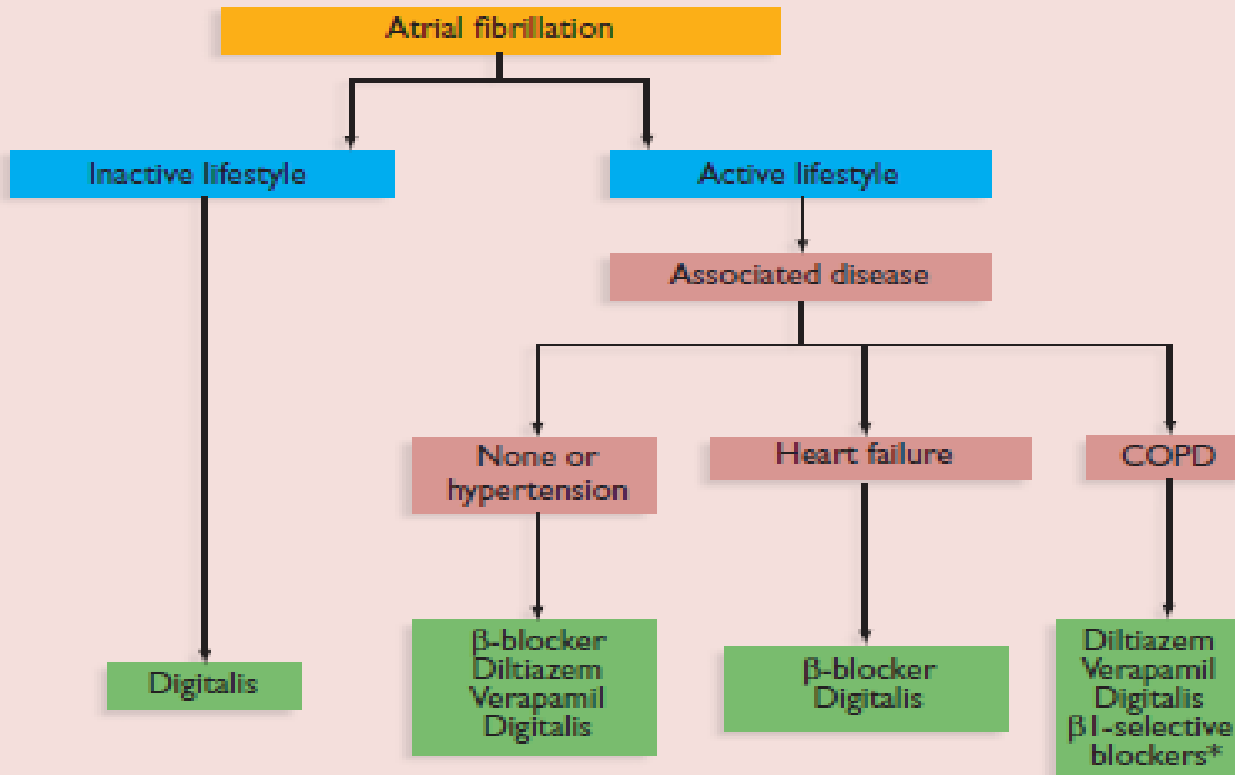 Atrial fibrillation
Inactive lifestyle
Active lifestyle
Associated disease
None or
hypertension
Heart failure
COPD
Digitalis
β-blocker
Diltiazem
Verapamil
Digitalis
β-blocker
Digitalis
Diltiazem
Verapamil
Digitalis
β1-selective
blockers*